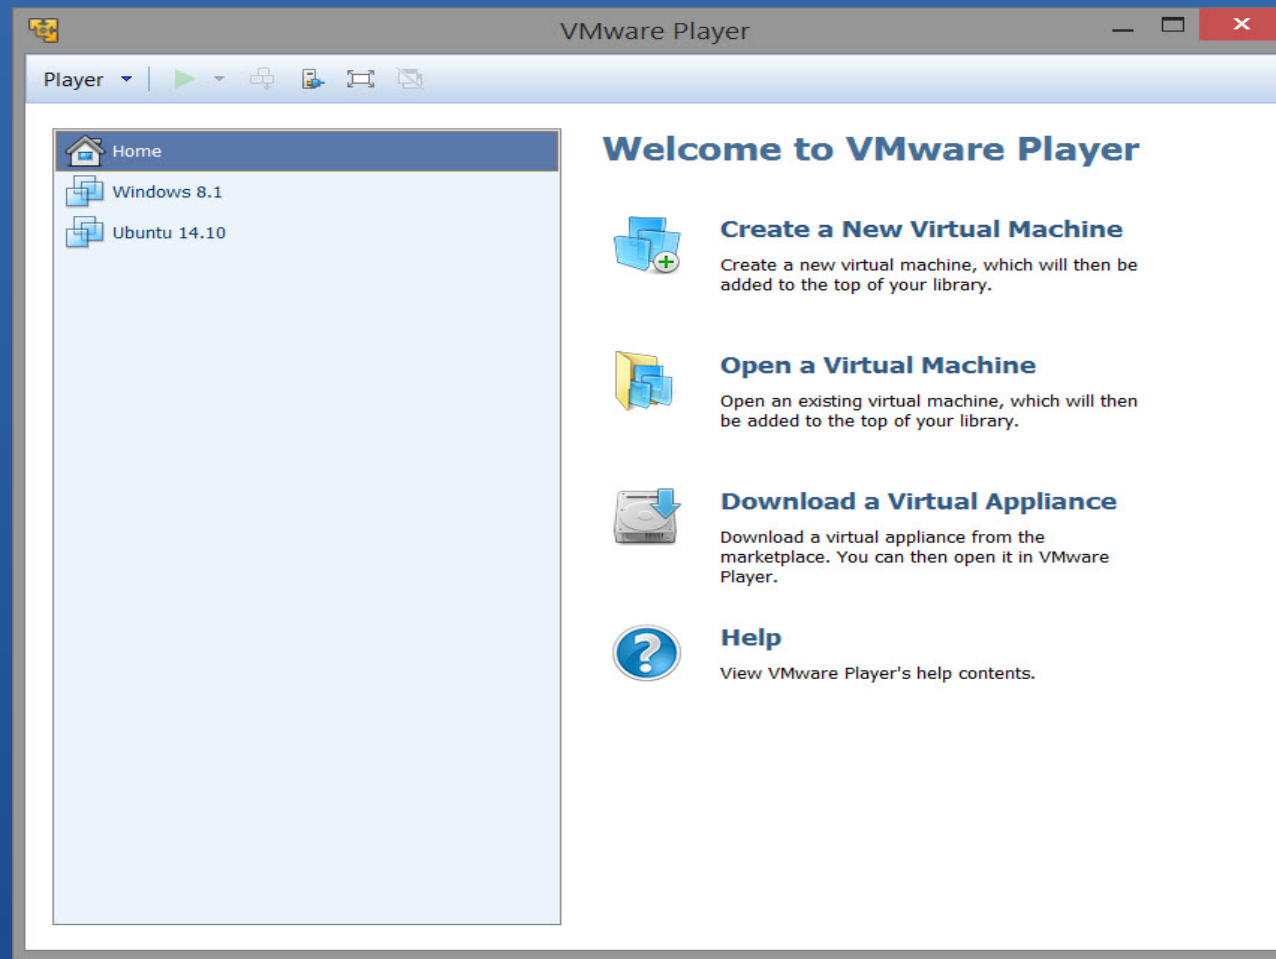 VMware Player
Player
Home
Windows 8.1
Ubuntu 14.10
Welcome to VMware Player
Create a New Virtual Machine
Create a new virtual machine, which will then be
added to the top of your library.
Open a Virtual Machine
Open an existing virtual machine, which will then
be added to the top of your library.
Download a Virtual Appliance
Download a virtual appliance from the
marketplace. You can then open it in VMware
Player.
Help
View VMware Player's help contents.